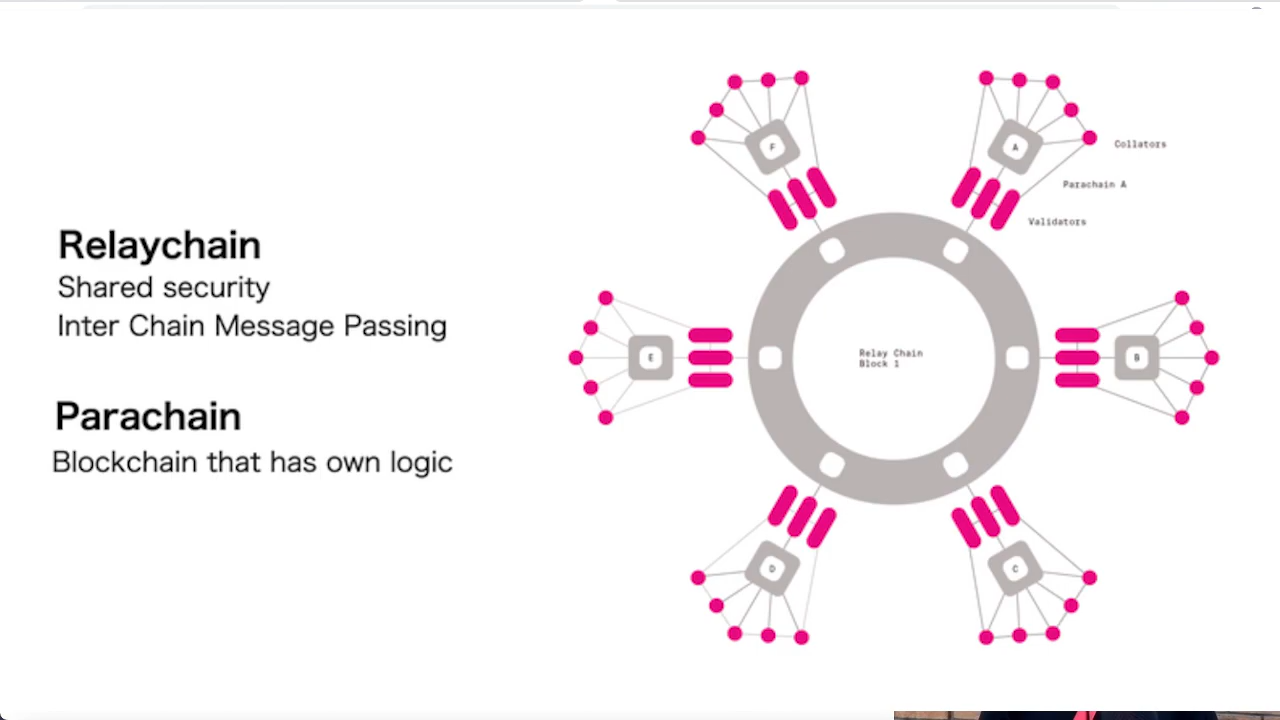 Relaychain
Shared security
Inter Chain Message Passing
Parachain
Blockchain that has own logic
F
A
Collators
Parachain A
Validators
E
Relay Chain
Block 1
B
D
C